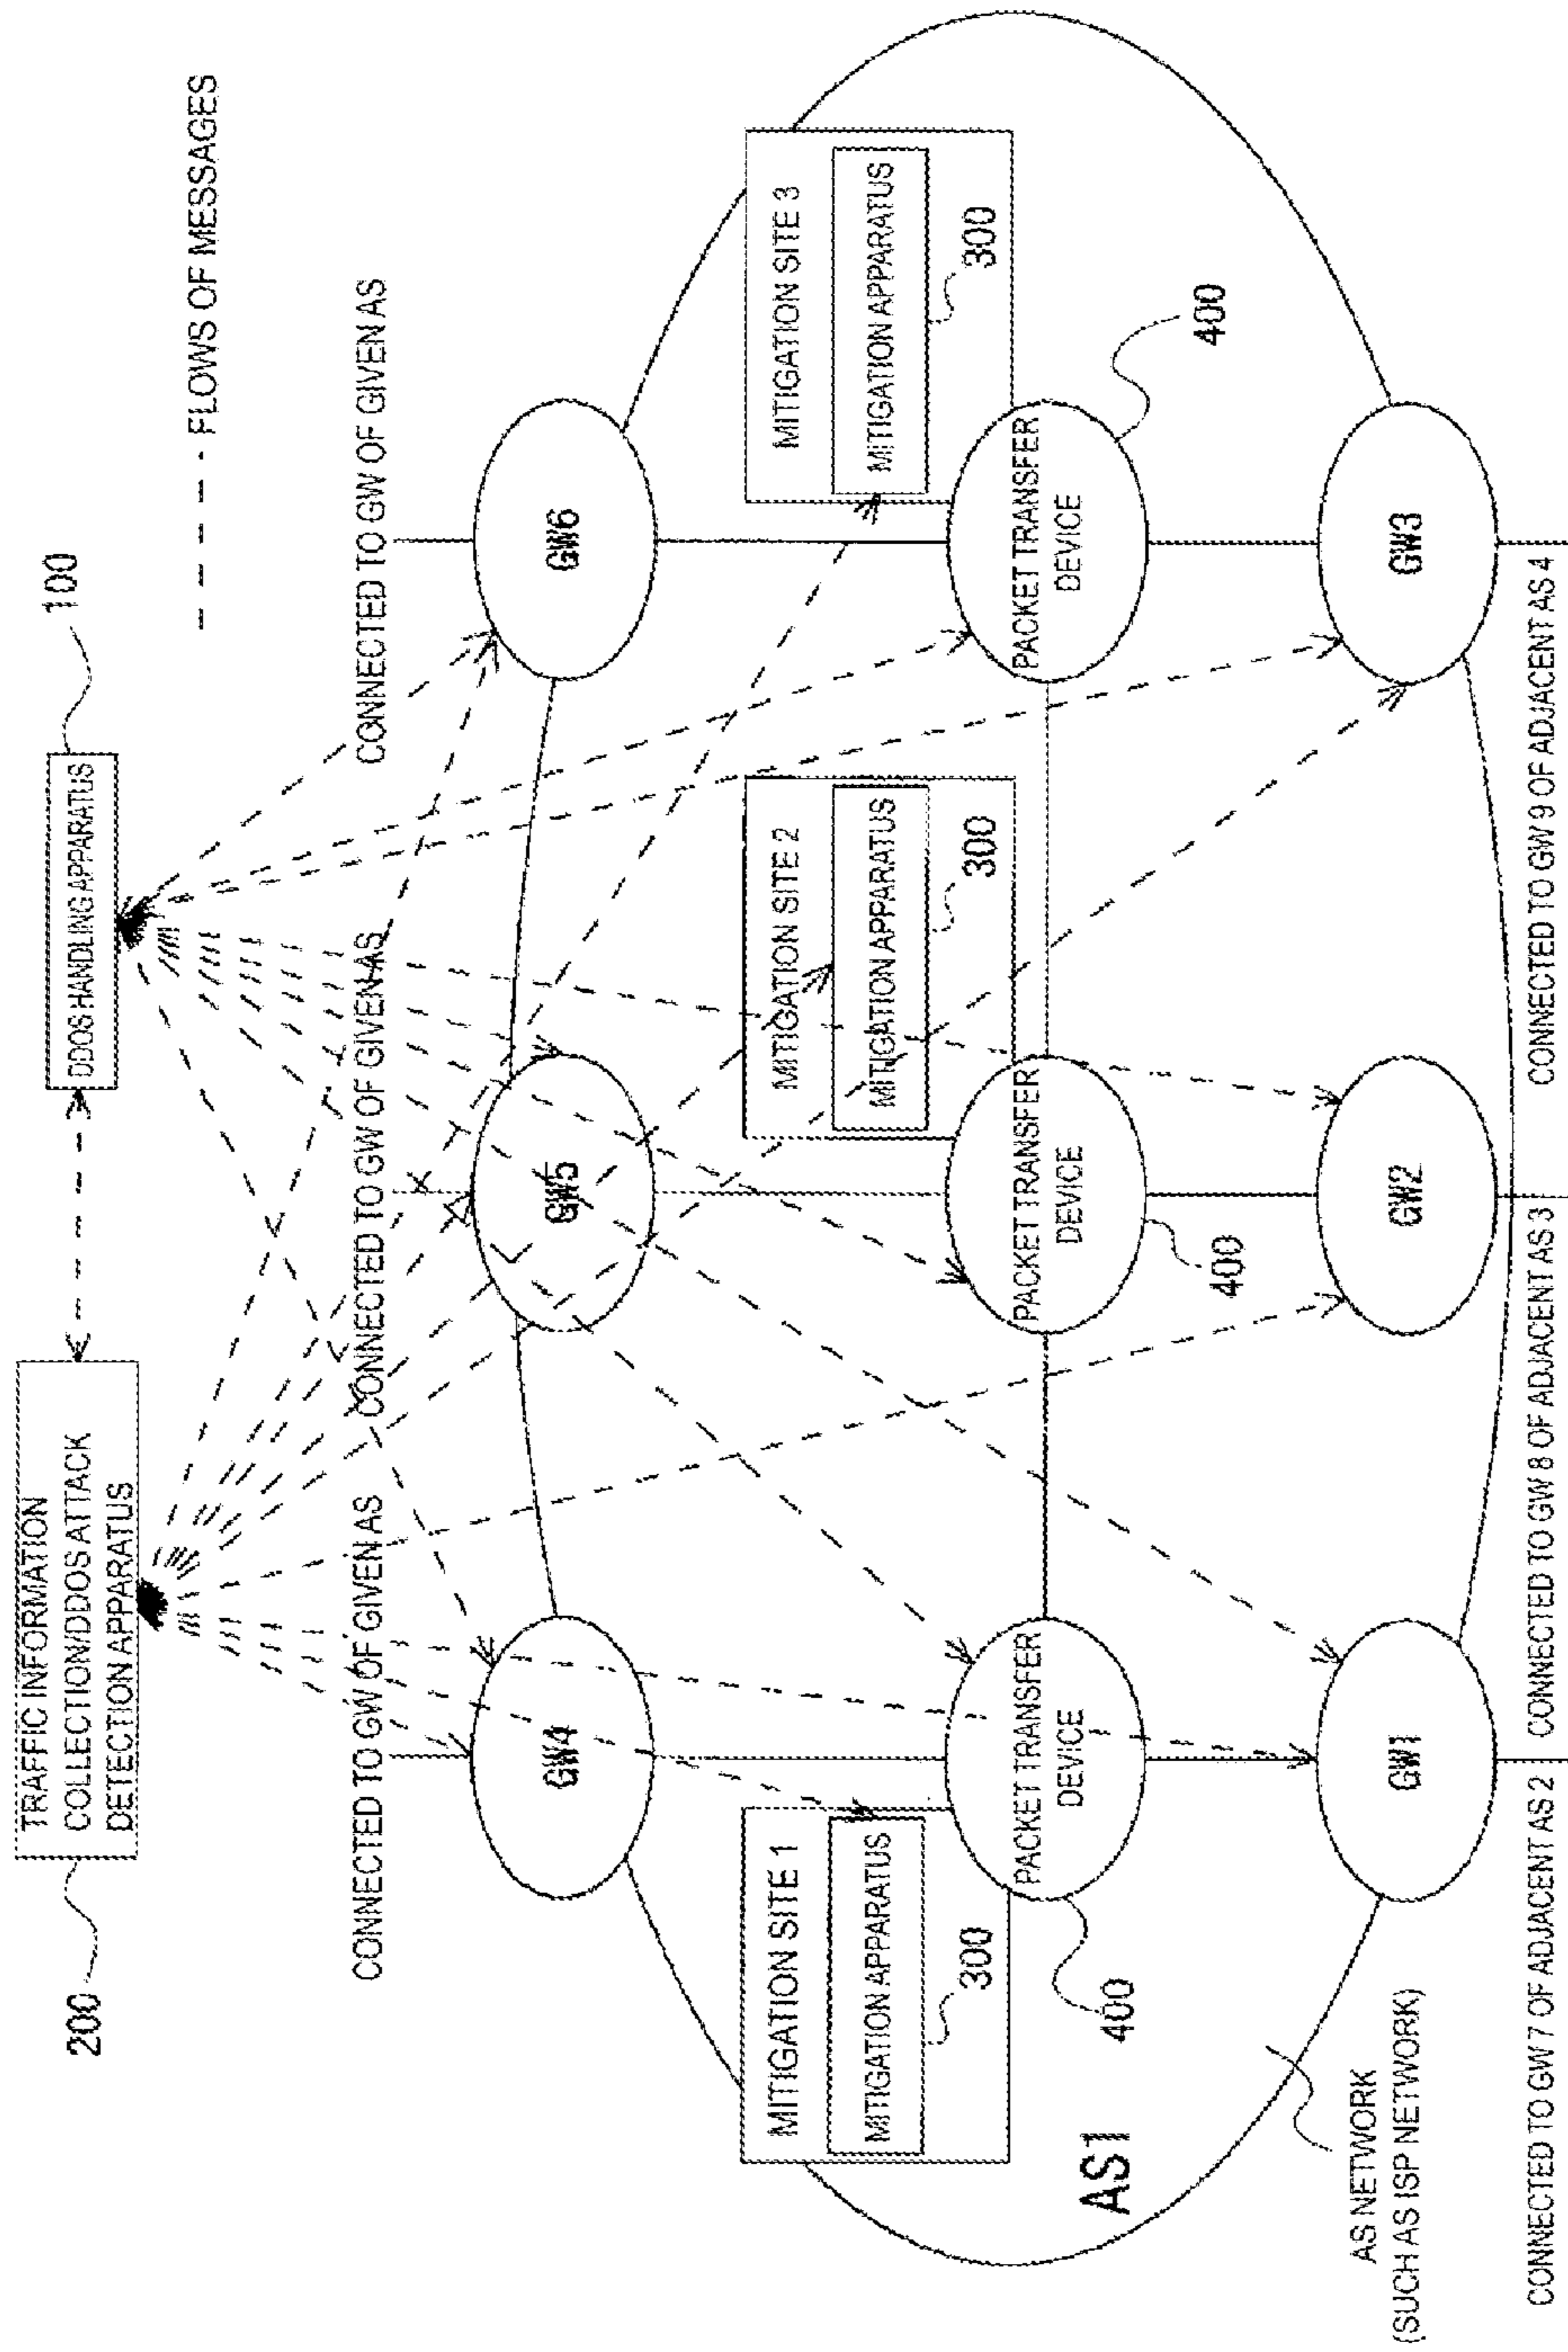 TRAFFIC INFORMATION
COLLECTION/DDOS ATTACK
DETECTION APPARATUS
200
DDOS HANDLING APPARATUS
100
FLOWS OF MESSAGES
CONNECTED TO GW OF GIVEN AS
CONNECTED TO GW OF GIVEN AS
CONNECTED TO GW OF GIVEN AS
GW4
GW5
GW6
MITIGATION SITE 1
MITIGATION APPARATUS
300
MITIGATION SITE 2
MITIGATION APPARATUS
300
MITIGATION SITE 3
MITIGATION APPARATUS
300
PACKET TRANSFER
DEVICE
400
PACKET TRANSFER
DEVICE
400
PACKET TRANSFER
DEVICE
400
AS1
GW1
GW2
GW3
AS NETWORK
(SUCH AS ISP NETWORK)
CONNECTED TO GW 7 OF ADJACENT AS 2
CONNECTED TO GW 8 OF ADJACENT AS 3
CONNECTED TO GW 9 OF ADJACENT AS 4